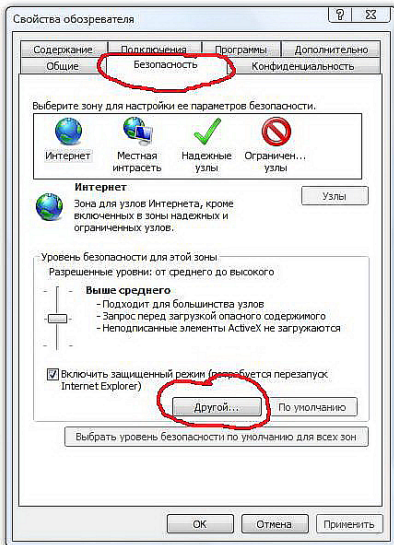 Свойства обозревателя
Содержание Подключения Программы Дополнительно
Общие Безопасность Конфиденциальность
Выберите зону для настройки ее параметров безопасности.
Интернет Местная интрасеть Надежные узлы Ограничен... узлы
Интернет
Узлы
Зона для узлов Интернета, кроме
включенных в зоны надежных и
ограниченных узлов.
Уровень безопасности для этой зоны
Разрешенные уровни: от среднего до высокого
Выше среднего
- Подходит для большинства узлов
- Запрос перед загрузкой опасного содержимого
- Неподписанные элементы ActiveX не загружаются
Включить защищенный режим (потребуется перезапуск
Internet Explorer)
Другой... По умолчанию
Выбрать уровень безопасности по умолчанию для всех зон
ОК Отмена Применить